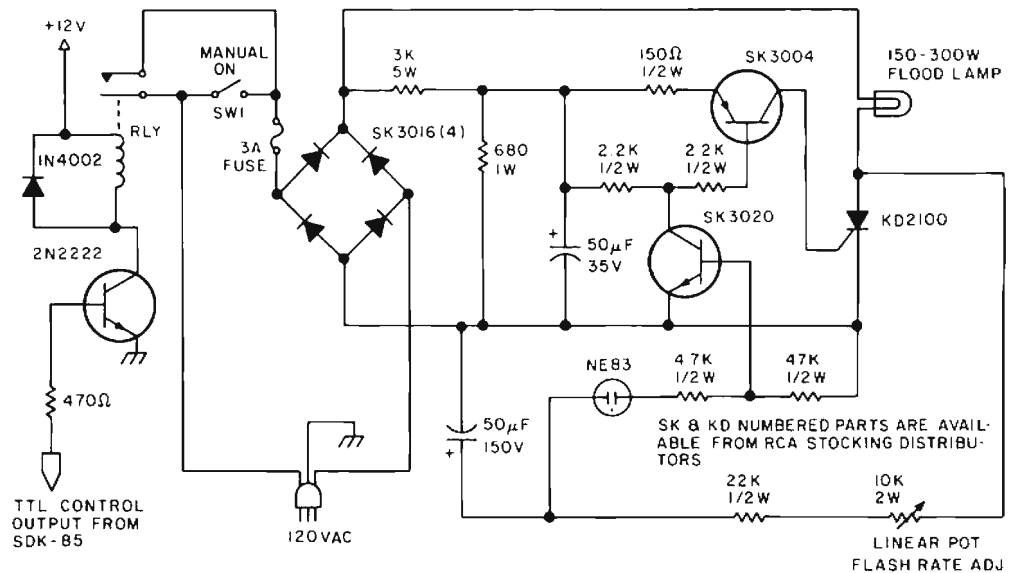 +12V
MANUAL
ON
SW1
RLY
1N4002
2N2222
470Ω
TTL CONTROL
OUTPUT FROM
SDK-85
3A
FUSE
SK3016(4)
120VAC
3K
5W
680
1W
150Ω
1/2W
SK3004
150-300W
FLOOD LAMP
2.2K
1/2W
2.2K
1/2W
SK3020
KD2100
+
50µF
35V
NE83
4.7K
1/2W
47K
1/2W
50µF
150V
+
SK & KD NUMBERED PARTS ARE AVAIL-
ABLE FROM RCA STOCKING DISTRIBU-
TORS
22K
1/2W
10K
2W
LINEAR POT
FLASH RATE ADJ